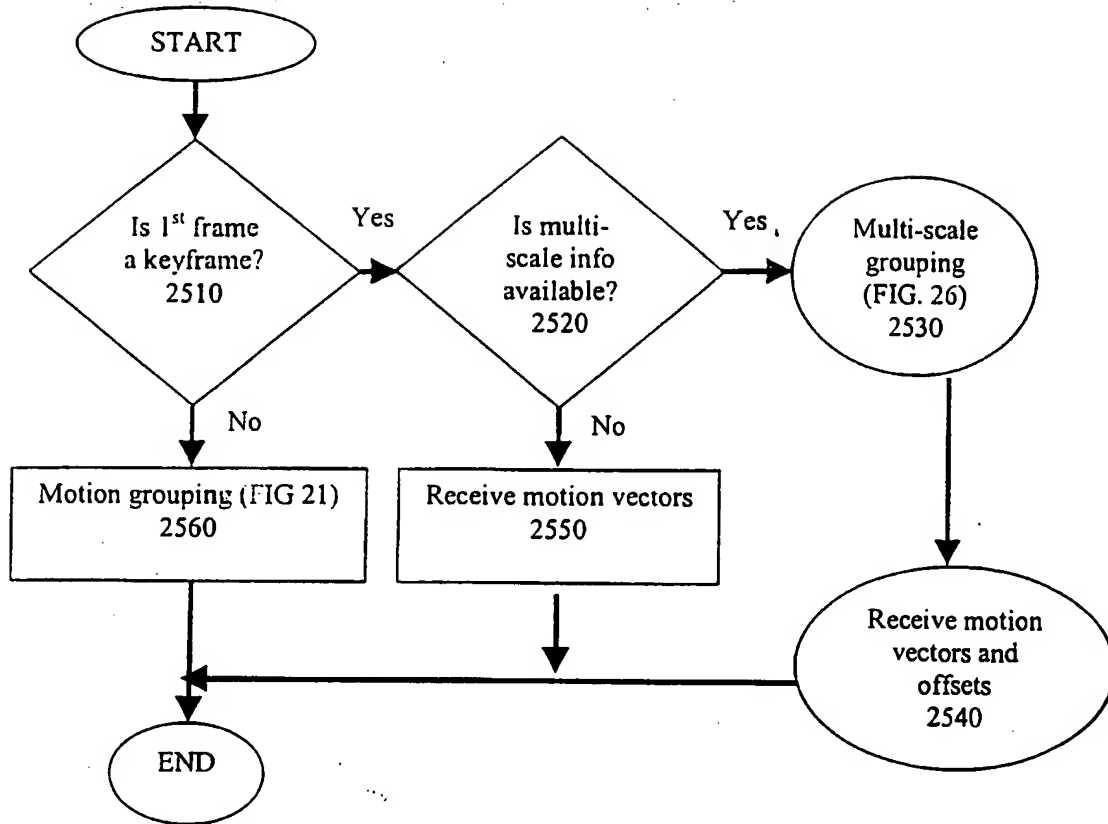 START
Is 1st frame
a keyframe?
2510
Yes
Is multi-
scale info
available?
2520
Yes
Multi-scale
grouping
(FIG. 26)
2530
No
No
Motion grouping (FIG 21)
2560
Receive motion vectors
2550
Receive motion
vectors and
offsets
2540
END